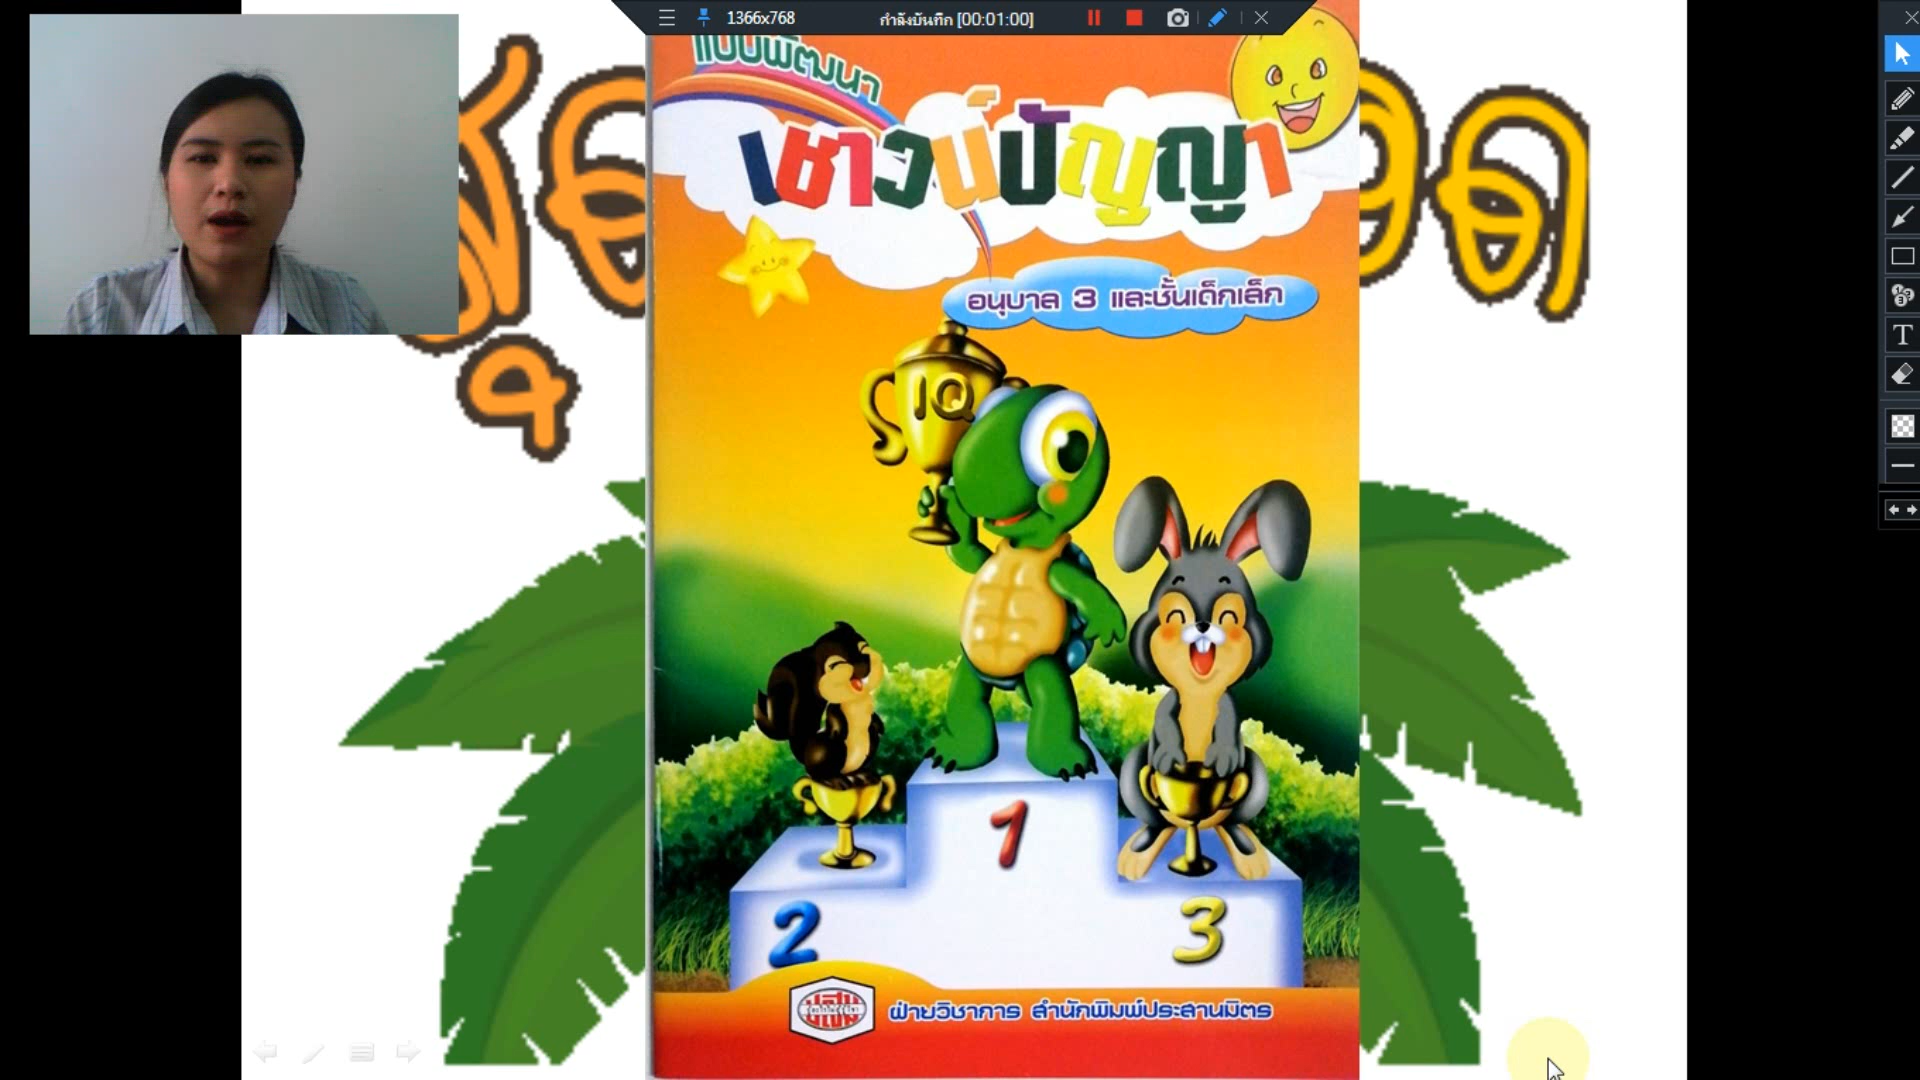 1366x768
กำลังบันทึก [00:01:00]
แบบพัฒนา
เชาวน์ปัญญา
อนุบาล 3 และชั้นเด็กเล็ก
IQ
1
2
3
ฝ่ายวิชาการ สำนักพิมพ์ประสานมิตร
T